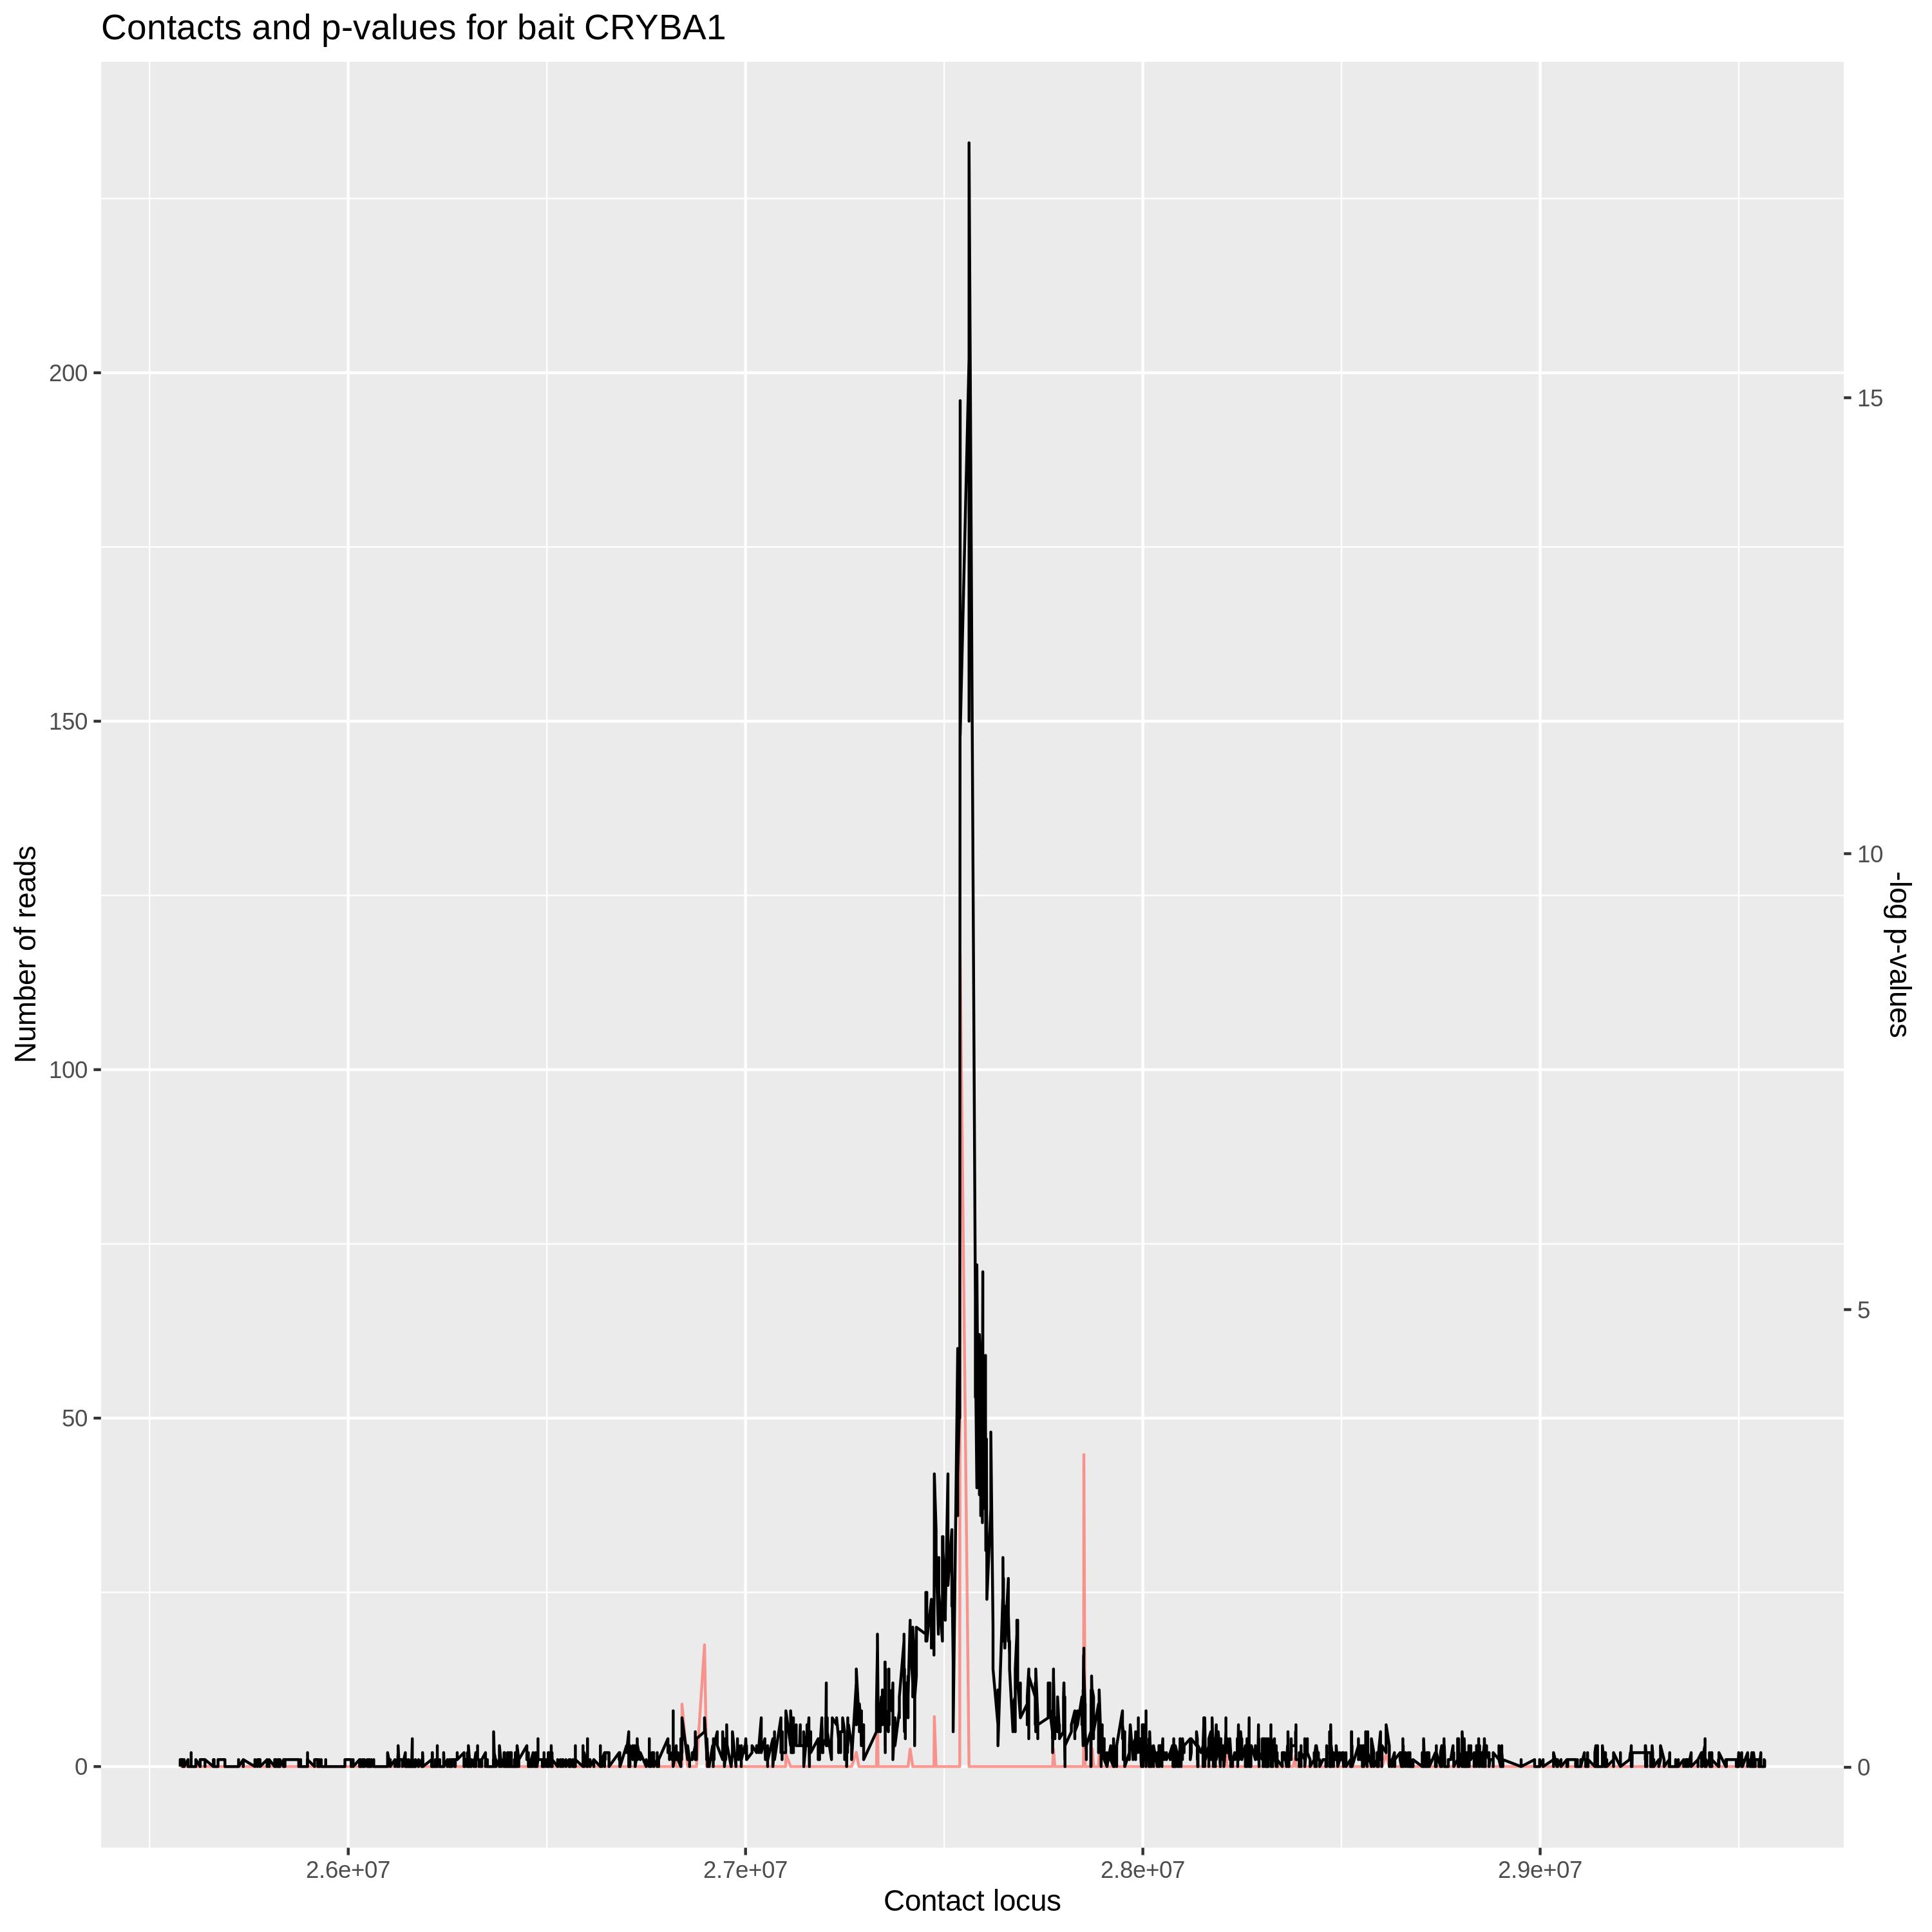 Contacts and p-values for bait CRYBA1
200
150
100
50
0
Number of reads
15
10
5
0
-log p-values
2.6e+07
2.7e+07
2.8e+07
2.9e+07
Contact locus